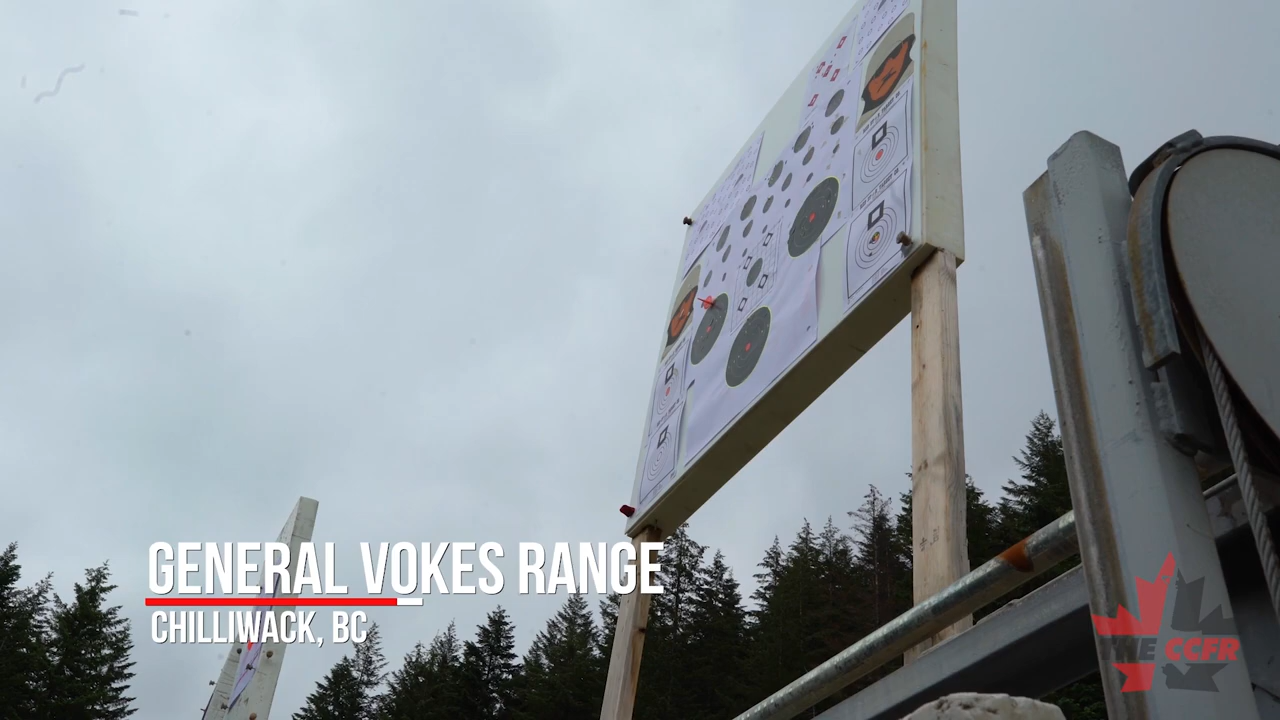 GENERAL VOKES RANGE
CHILLIWACK, BC
THE CCFR